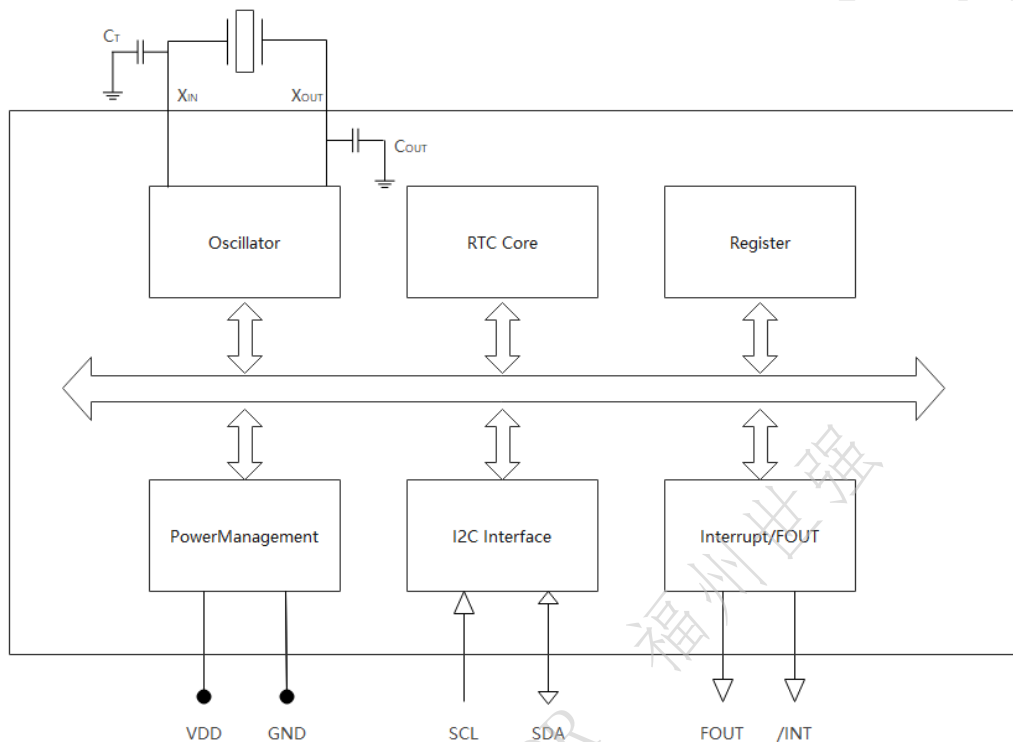 CT
XIN XOUT
COUT
Oscillator RTC Core Register
PowerManagement I2C Interface Interrupt/FOUT
福州世强
VDD GND SCL SDA FOUT /INT